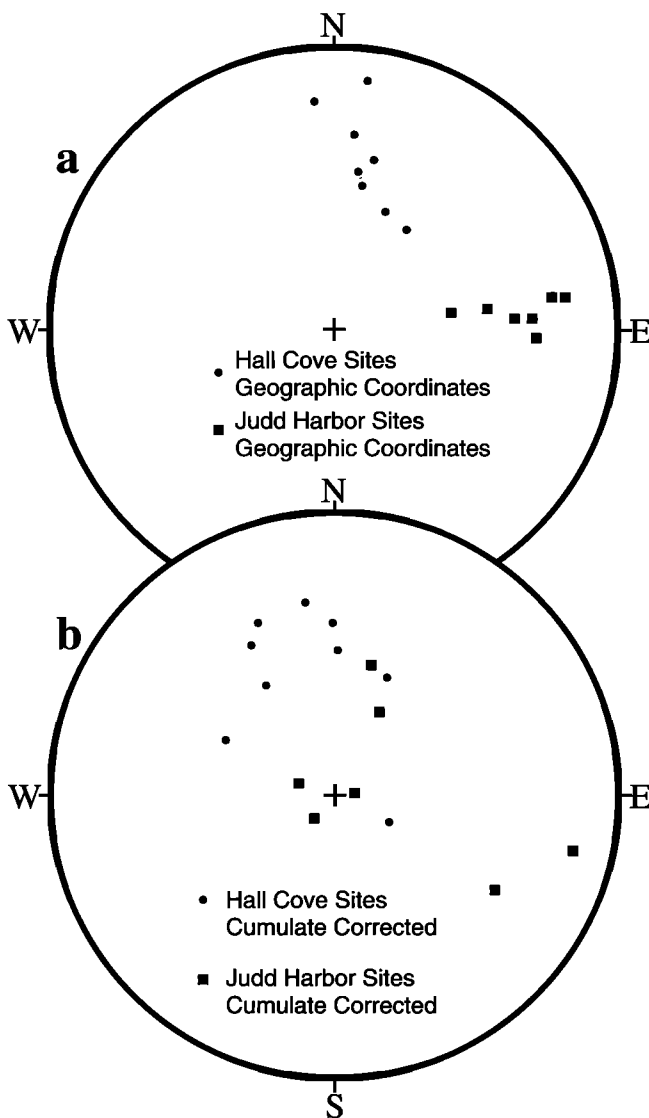 N
a
W
E
Hall Cove Sites
Geographic Coordinates
Judd Harbor Sites
Geographic Coordinates
N
b
W
E
Hall Cove Sites
Cumulate Corrected
Judd Harbor Sites
Cumulate Corrected
S